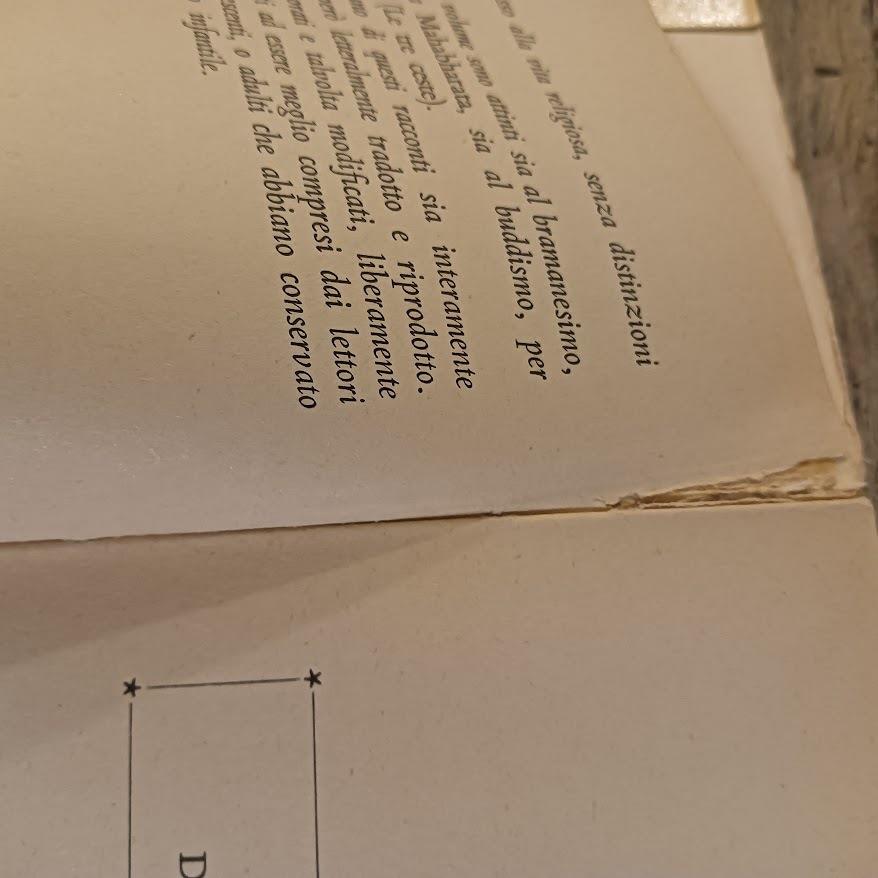 alla vita religiosa, senza distinzioni
volume sono attinti sia al bramanesimo,
Mahabharata, sia al buddismo, per
(Le tre ceste).
di questi racconti sia interamente
letteralmente tradotto e riprodotto.
e talvolta modificati, liberamente
ad essere meglio compresi dai lettori
o adulti che abbiano conservato
infantile.
D